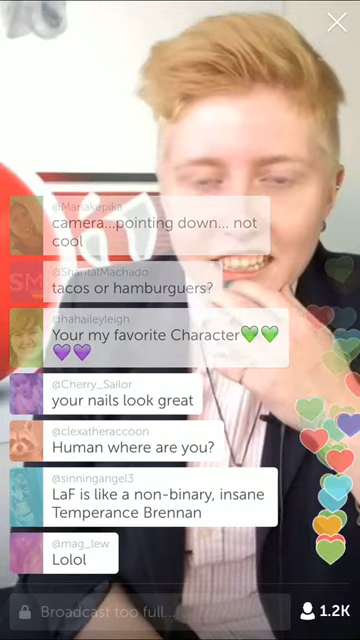 @Mariakepika
camera...pointing down... not
cool
@ShantalMachado
tacos or hamburguers?
@hahaileyleigh
Your my favorite Character💚💚
💜💜
@Cherry_Sailor
your nails look great
@clexatheraccoon
Human where are you?
@sinningangel3
LaF is like a non-binary, insane
Temperance Brennan
@mag_lew
Lolol
Broadcast too full...
1.2K